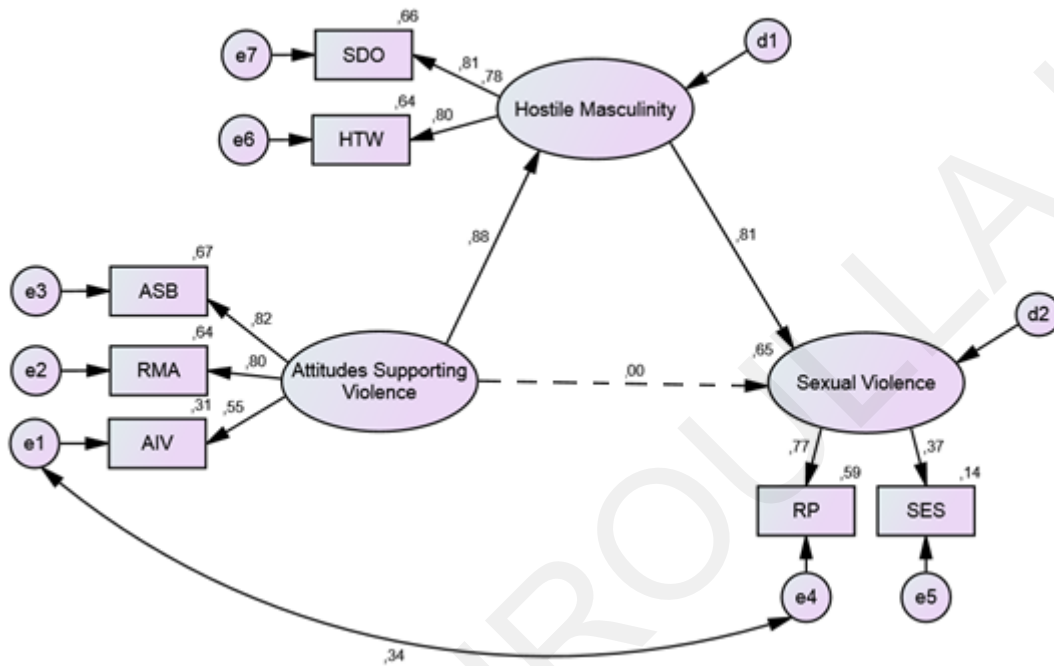 ,66
e7
SDO
d1
,81
,78
Hostile Masculinity
,64
e6
HTW
,80
,88
,81
,67
e3
ASB
,82
d2
,64
e2
RMA
,80
Attitudes Supporting
Violence
,00
,65
Sexual Violence
,31
,55
e1
AIV
,77
,37
,59
,14
RP
SES
e4
e5
,34
ROULLA